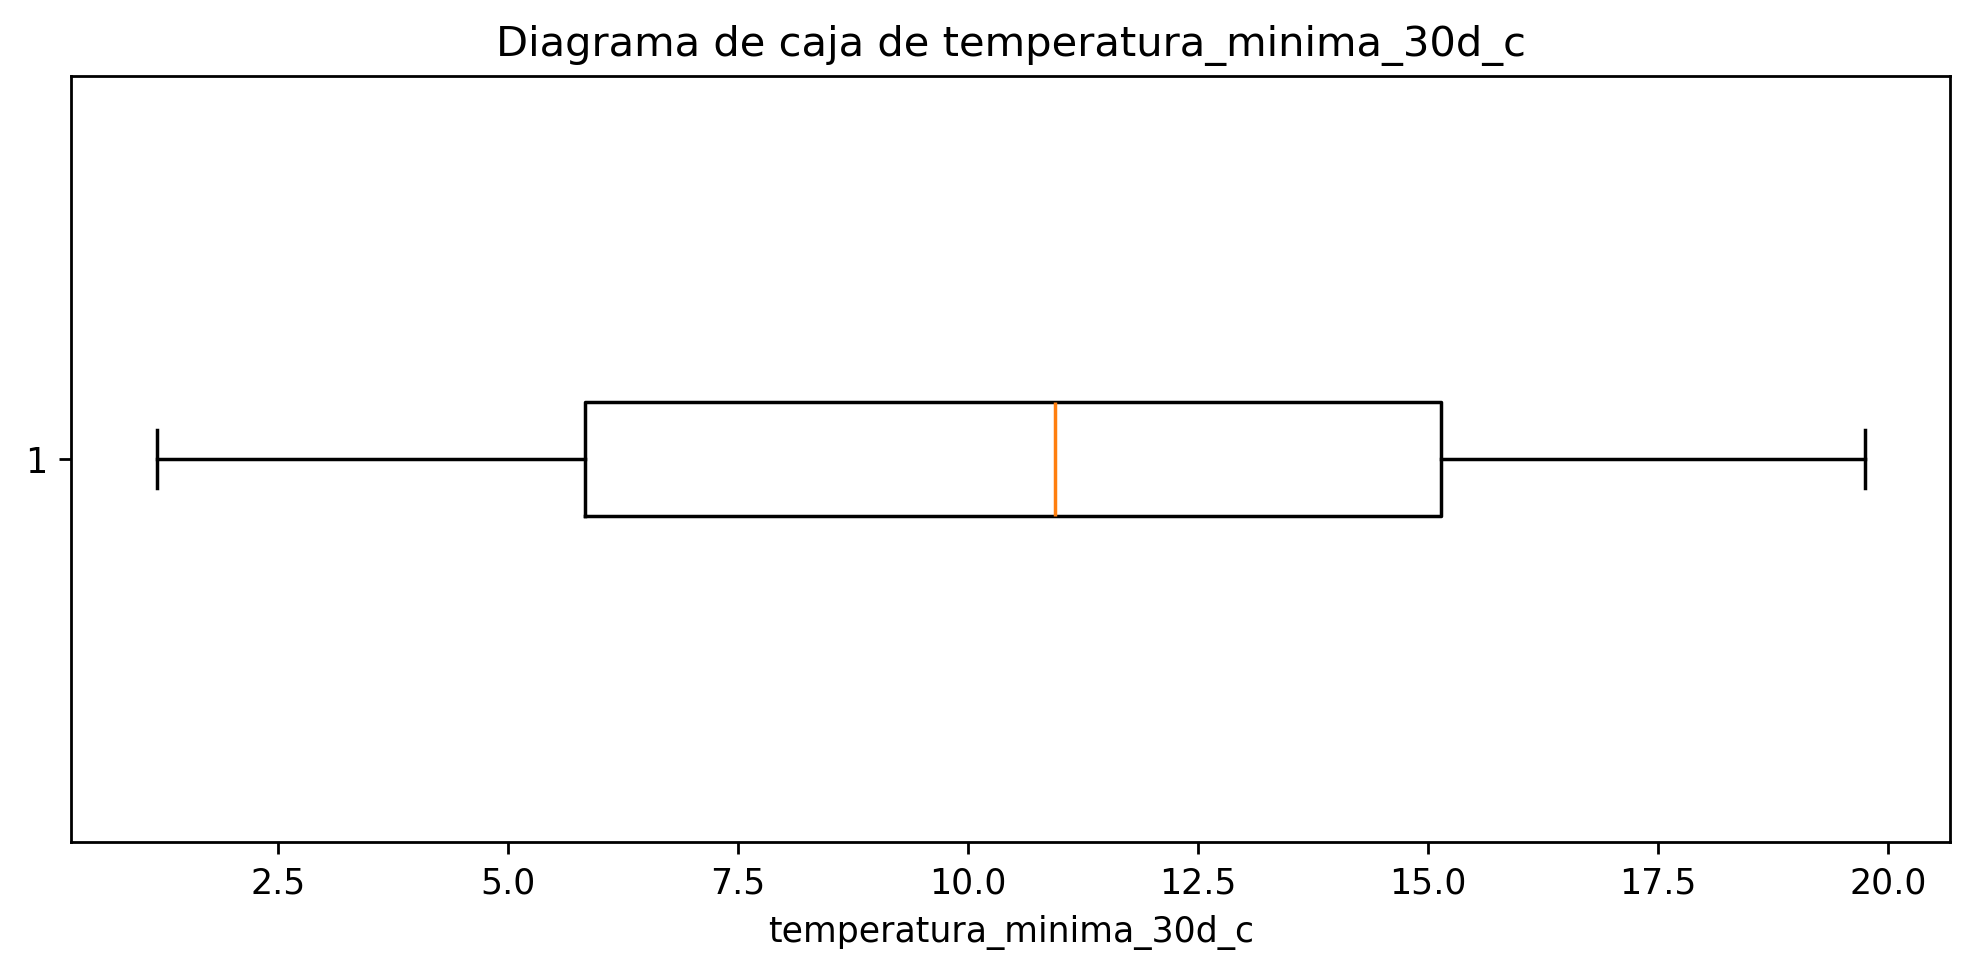 Diagrama de caja de temperatura_minima_30d_c
1
2.5 5.0 7.5 10.0 12.5 15.0 17.5 20.0
temperatura_minima_30d_c